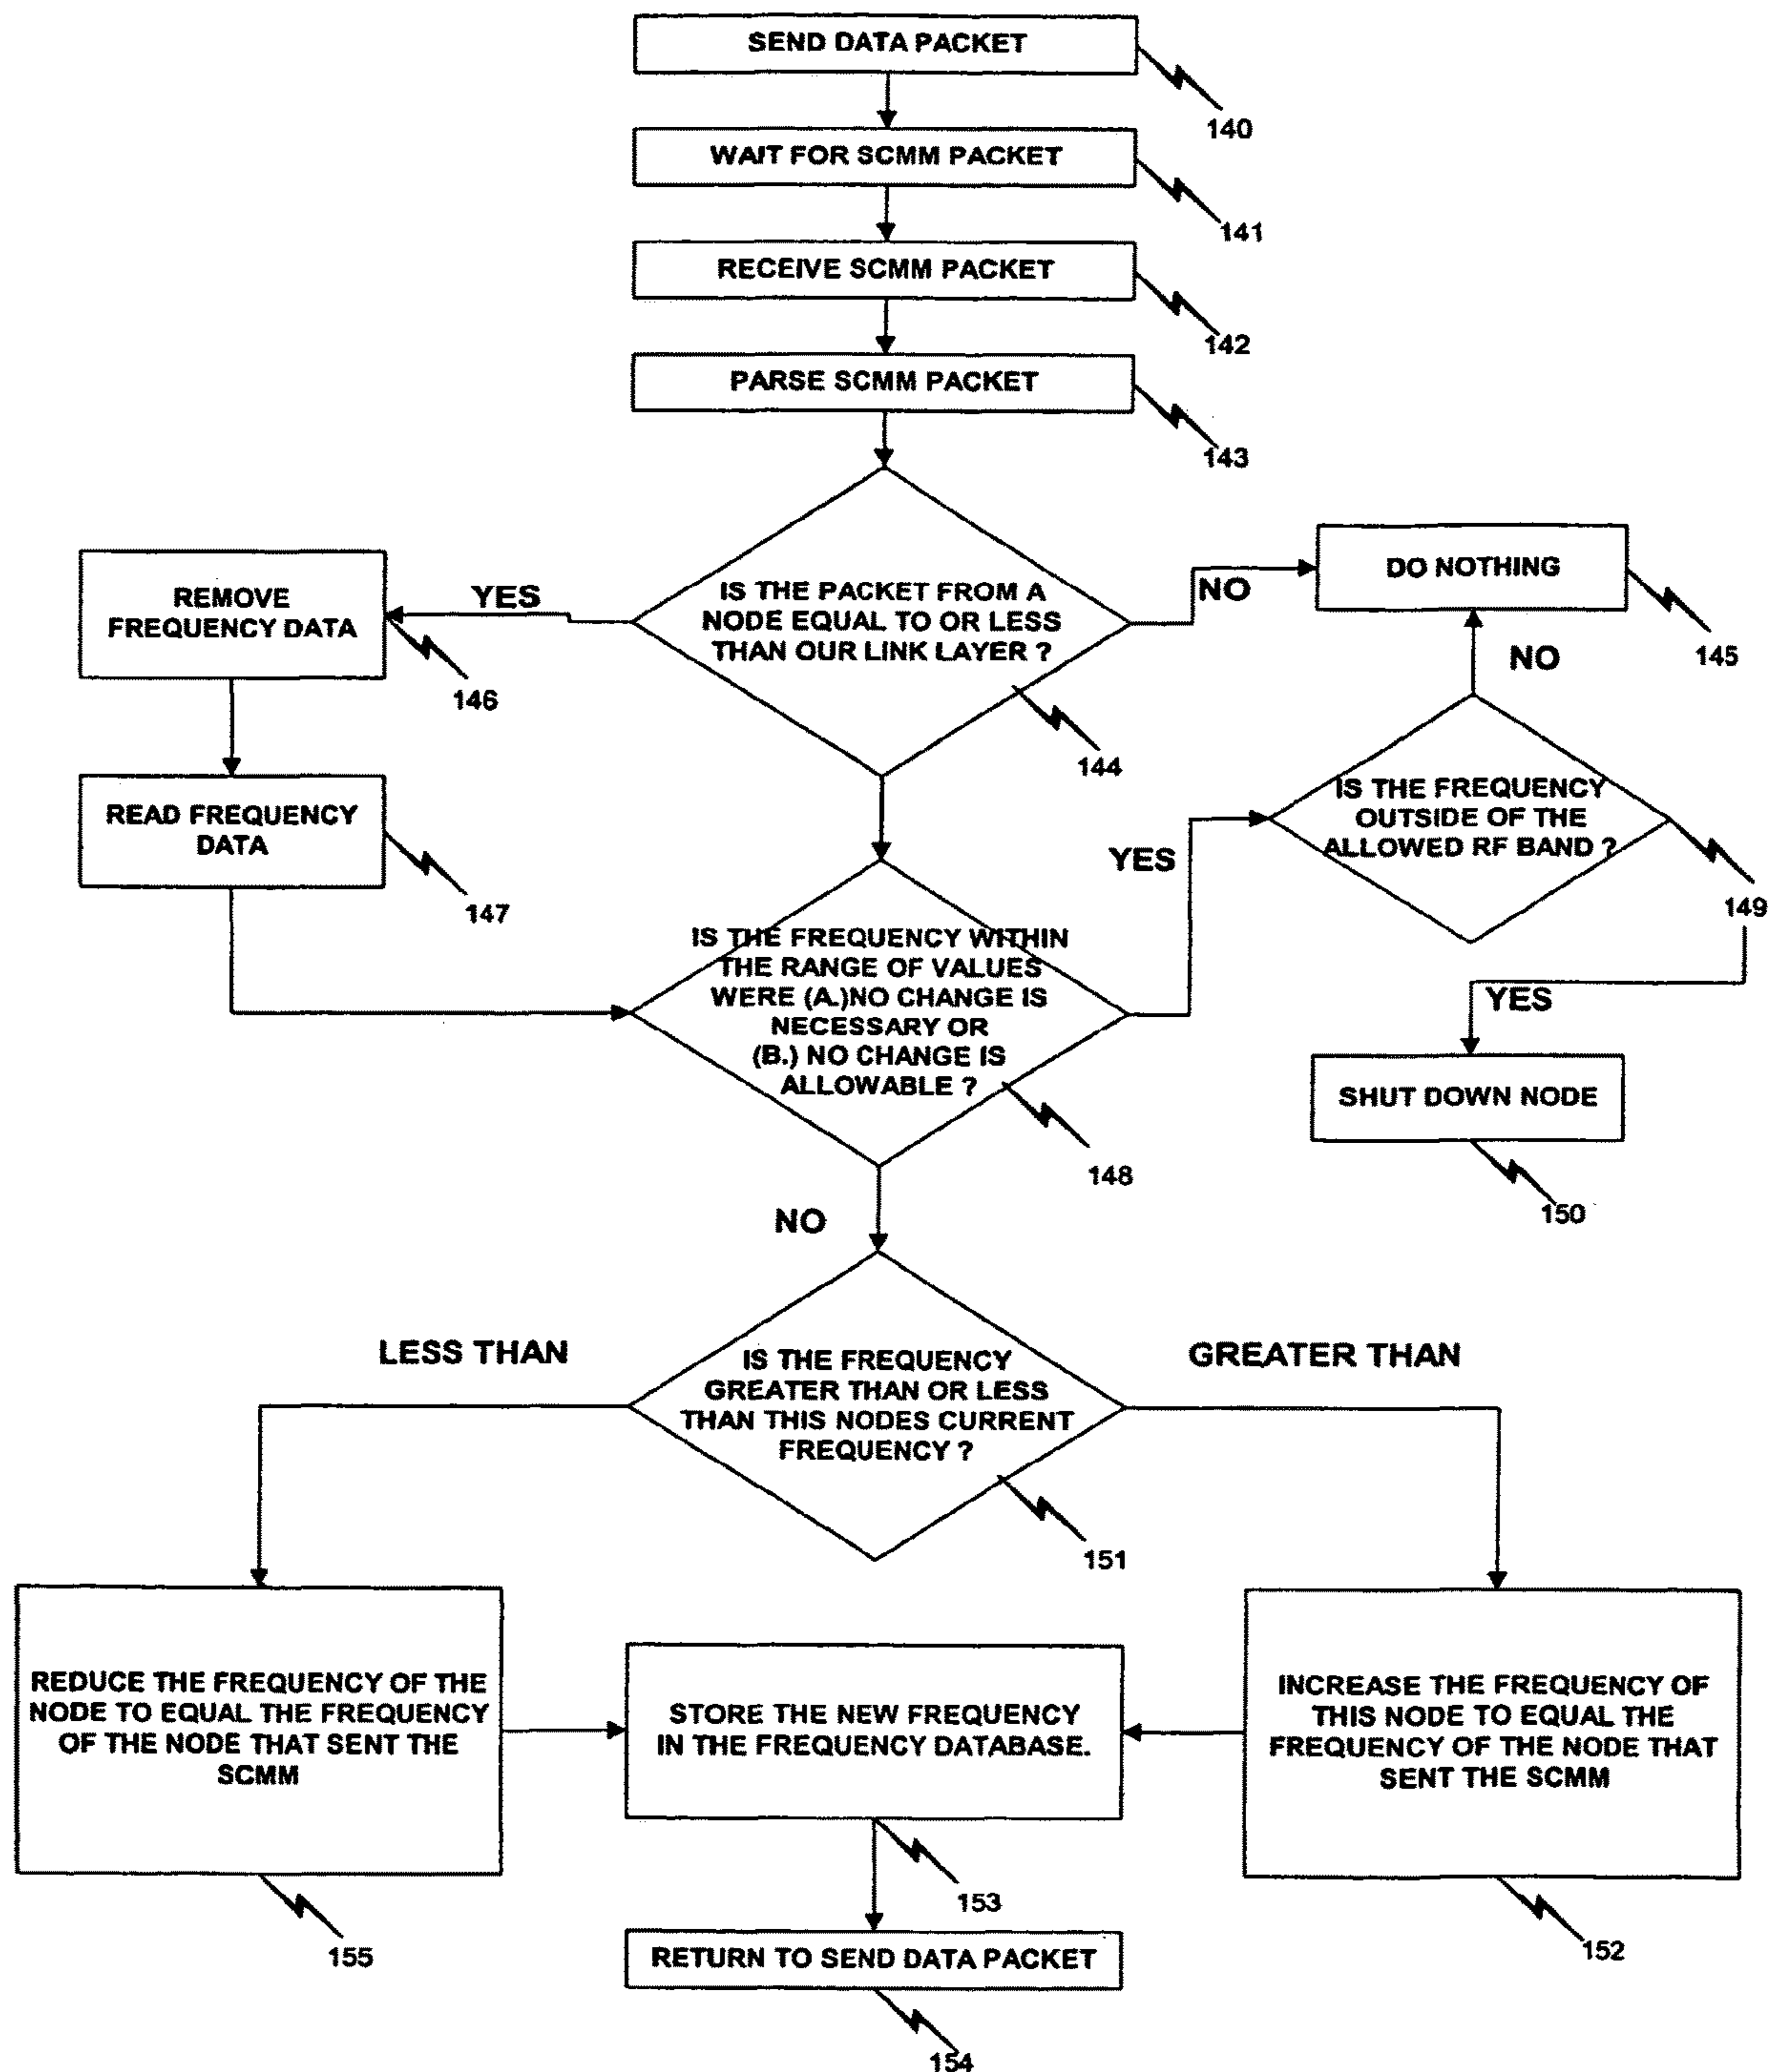 SEND DATA PACKET
140
WAIT FOR SCMM PACKET
141
RECEIVE SCMM PACKET
142
PARSE SCMM PACKET
143
IS THE PACKET FROM A
NODE EQUAL TO OR LESS
THAN OUR LINK LAYER ?
144
YES
NO
DO NOTHING
145
REMOVE
FREQUENCY DATA
146
READ FREQUENCY
DATA
147
NO
IS THE FREQUENCY
OUTSIDE OF THE
ALLOWED RF BAND ?
149
YES
YES
SHUT DOWN NODE
150
IS THE FREQUENCY WITHIN
THE RANGE OF VALUES
WERE (A.)NO CHANGE IS
NECESSARY OR
(B.) NO CHANGE IS
ALLOWABLE ?
148
NO
LESS THAN
GREATER THAN
IS THE FREQUENCY
GREATER THAN OR LESS
THAN THIS NODES CURRENT
FREQUENCY ?
151
REDUCE THE FREQUENCY OF THE
NODE TO EQUAL THE FREQUENCY
OF THE NODE THAT SENT THE
SCMM
155
STORE THE NEW FREQUENCY
IN THE FREQUENCY DATABASE.
153
INCREASE THE FREQUENCY OF
THIS NODE TO EQUAL THE
FREQUENCY OF THE NODE THAT
SENT THE SCMM
152
RETURN TO SEND DATA PACKET
154